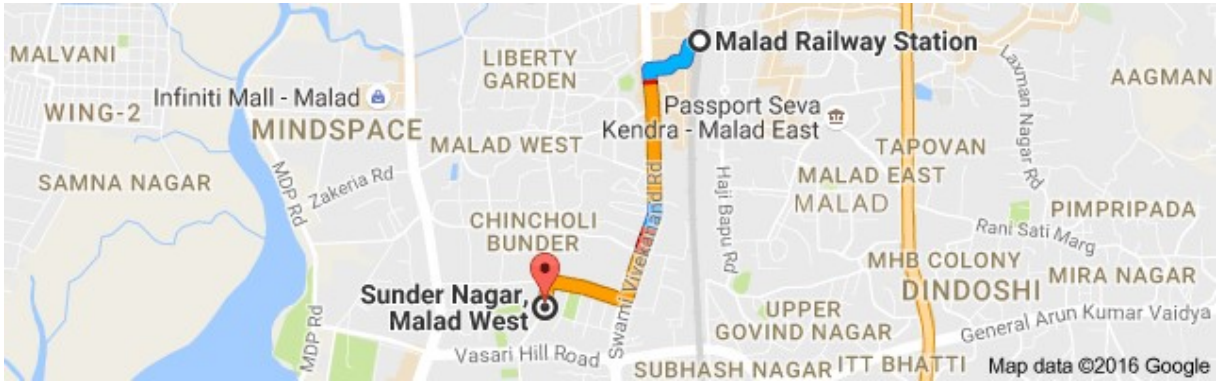 MALVANI
LIBERTY
GARDEN
Malad Railway Station
Laxman Nagar Rd
AAGMAN
WING-2
Infiniti Mall - Malad
MINDSPACE
Passport Seva
Kendra - Malad East
MALAD WEST
TAPOVAN
SAMNA NAGAR
MDP Rd
Zakeria Rd
MALAD EAST
MALAD
CHINCHOLI
BUNDER
Swami Vivekanand Rd
Haji Bapu Rd
PIMPRIPADA
Rani Sati Marg
MHB COLONY
DINDOSHI
MIRA NAGAR
Sunder Nagar,
Malad West
UPPER
GOVIND NAGAR
General Arun Kumar Vaidya
MDP Rd
Vasari Hill Road
SUBHASH NAGAR
ITT BHATTI
Map data ©2016 Google